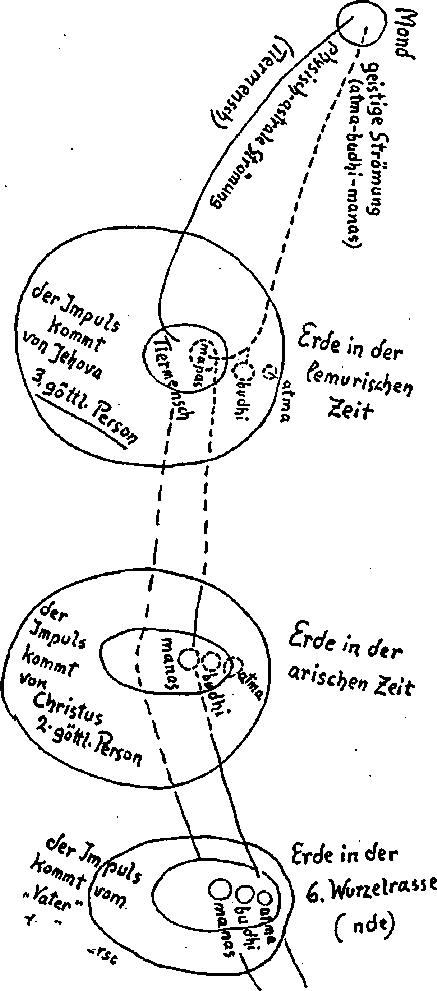 Mond
geistige Strömung
(atma-budhi-manas)
physisch-astrale Strömung
(Tiermensch)
der Impuls
kommt
von Jehova
3. göttl. Person
Tiermensch
manas
budhi
atma
Erde in der
lemurischen
Zeit
der
Impuls
kommt
von
Christus
2. göttl. Person
manas
budhi
atma
Erde in der
arischen Zeit
der Impuls
kommt vom
"Vater"
manas
budhi
atma
Erde in der
6. Wurzelrasse
(nde)